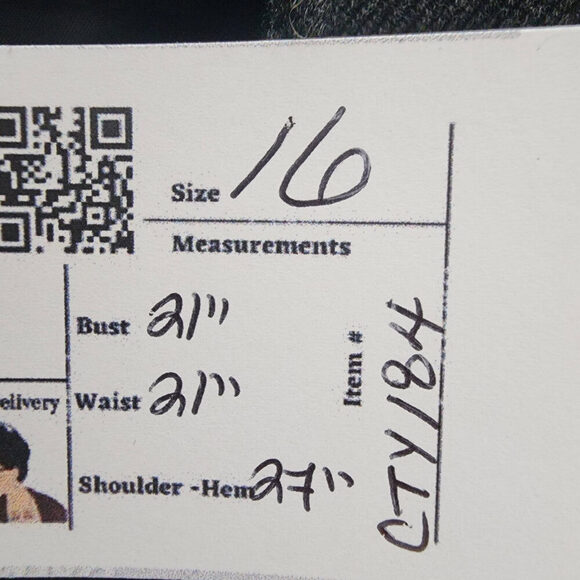 Size 16
Measurements
Bust 21"
Waist 21"
Shoulder -Hem 27"
Item # CTY184
elivery